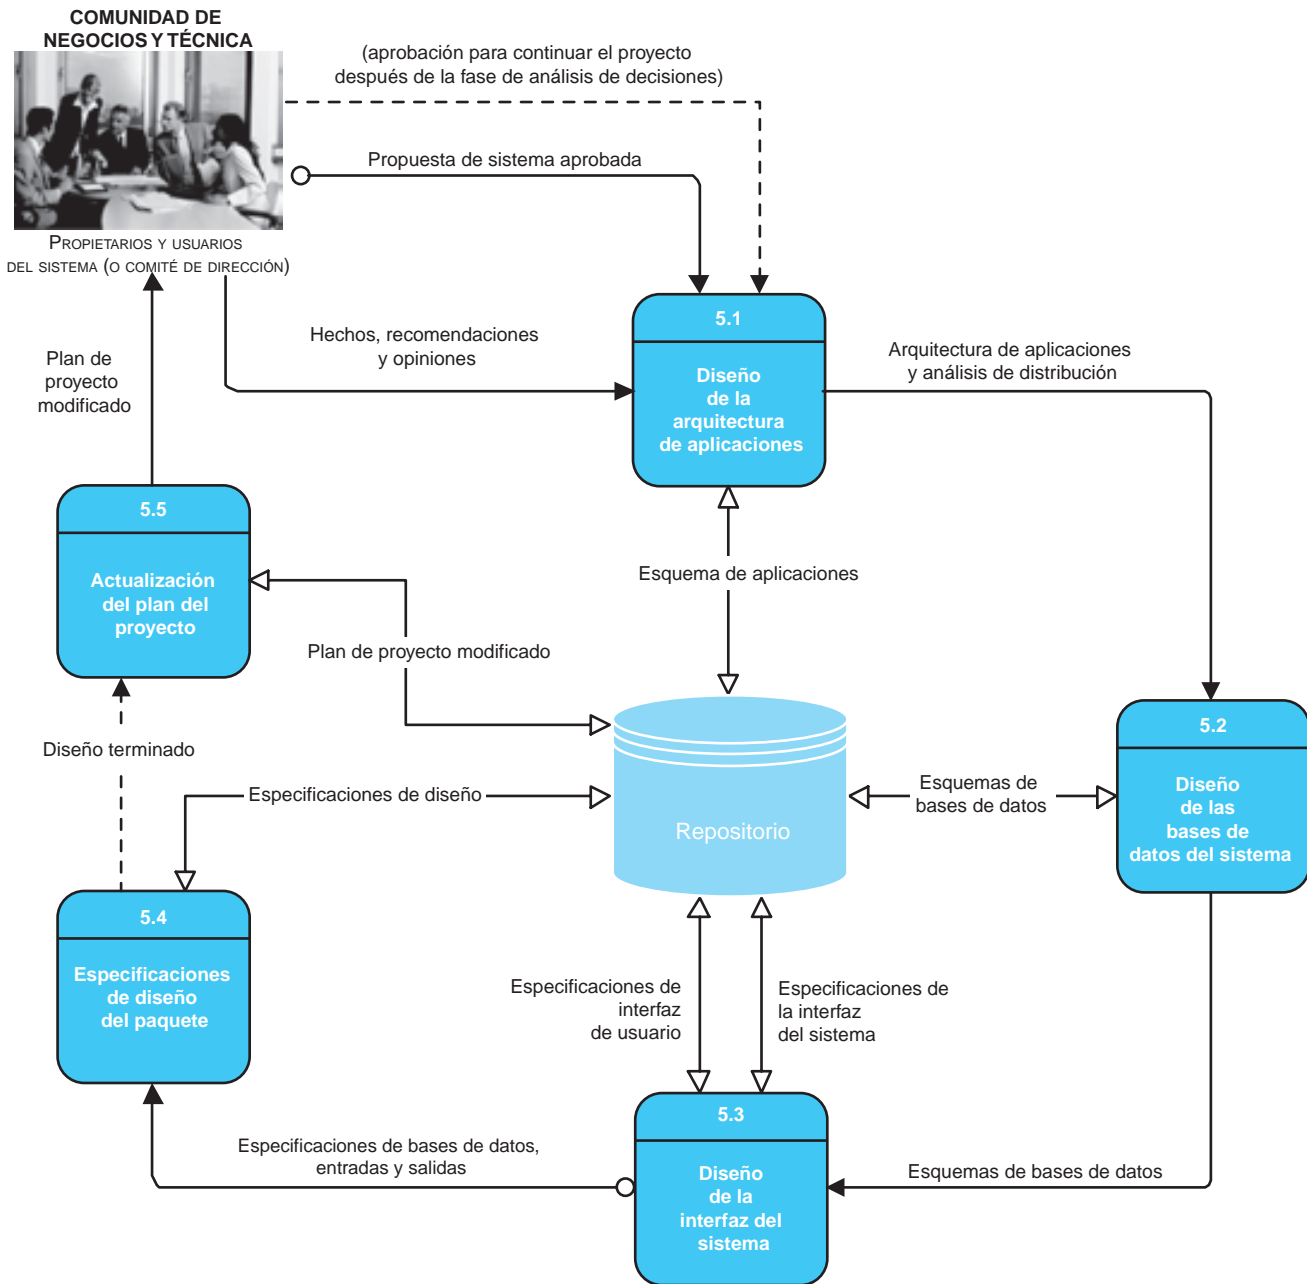 COMUNIDAD DE
NEGOCIOS Y TÉCNICA
(aprobación para continuar el proyecto
después de la fase de análisis de decisiones)
Propuesta de sistema aprobada
PROPIETARIOS Y USUARIOS
DEL SISTEMA (O COMITÉ DE DIRECCIÓN)
Plan de
proyecto
modificado
Hechos, recomendaciones
y opiniones
5.1
Diseño
de la
arquitectura
de aplicaciones
Arquitectura de aplicaciones
y análisis de distribución
5.5
Actualización
del plan del
proyecto
Esquema de aplicaciones
Plan de proyecto modificado
Diseño terminado
Especificaciones de diseño
Repositorio
Esquemas de
bases de datos
5.2
Diseño
de las
bases de
datos del sistema
5.4
Especificaciones
de diseño
del paquete
Especificaciones de
interfaz
de usuario
Especificaciones de
la interfaz
del sistema
Especificaciones de bases de datos,
entradas y salidas
5.3
Diseño
de la
interfaz del
sistema
Esquemas de bases de datos